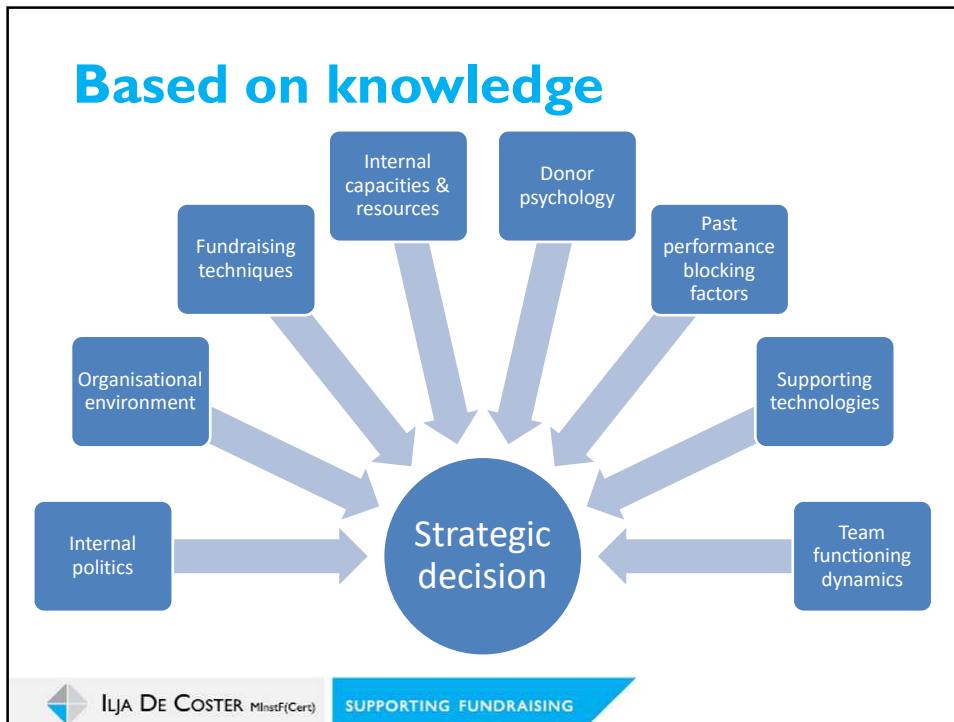 Based on knowledge
Internal
capacities &
resources
Donor
psychology
Fundraising
techniques
Past
performance
blocking
factors
Organisational
environment
Supporting
technologies
Internal
politics
Strategic
decision
Team
functioning
dynamics
ILJA DE COSTER MInstF(Cert)
SUPPORTING FUNDRAISING